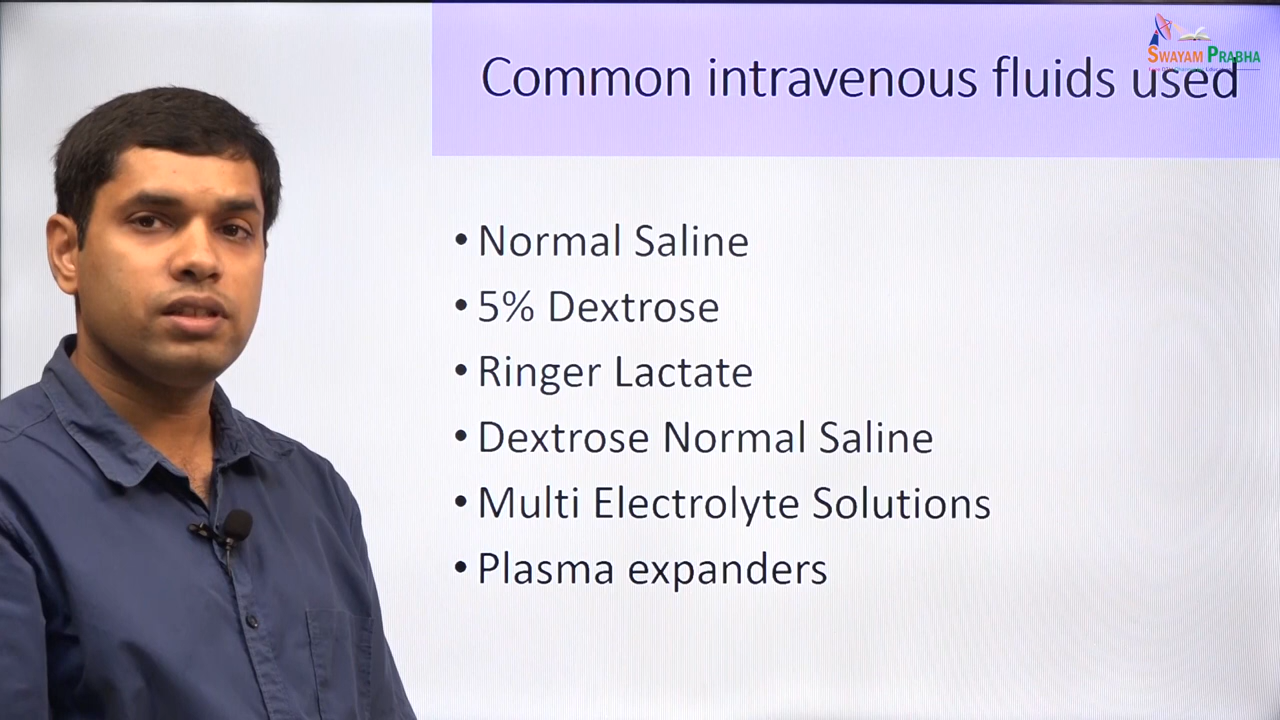 SWAYAM PRABHA
Common intravenous fluids used
• Normal Saline
• 5% Dextrose
• Ringer Lactate
• Dextrose Normal Saline
• Multi Electrolyte Solutions
• Plasma expanders